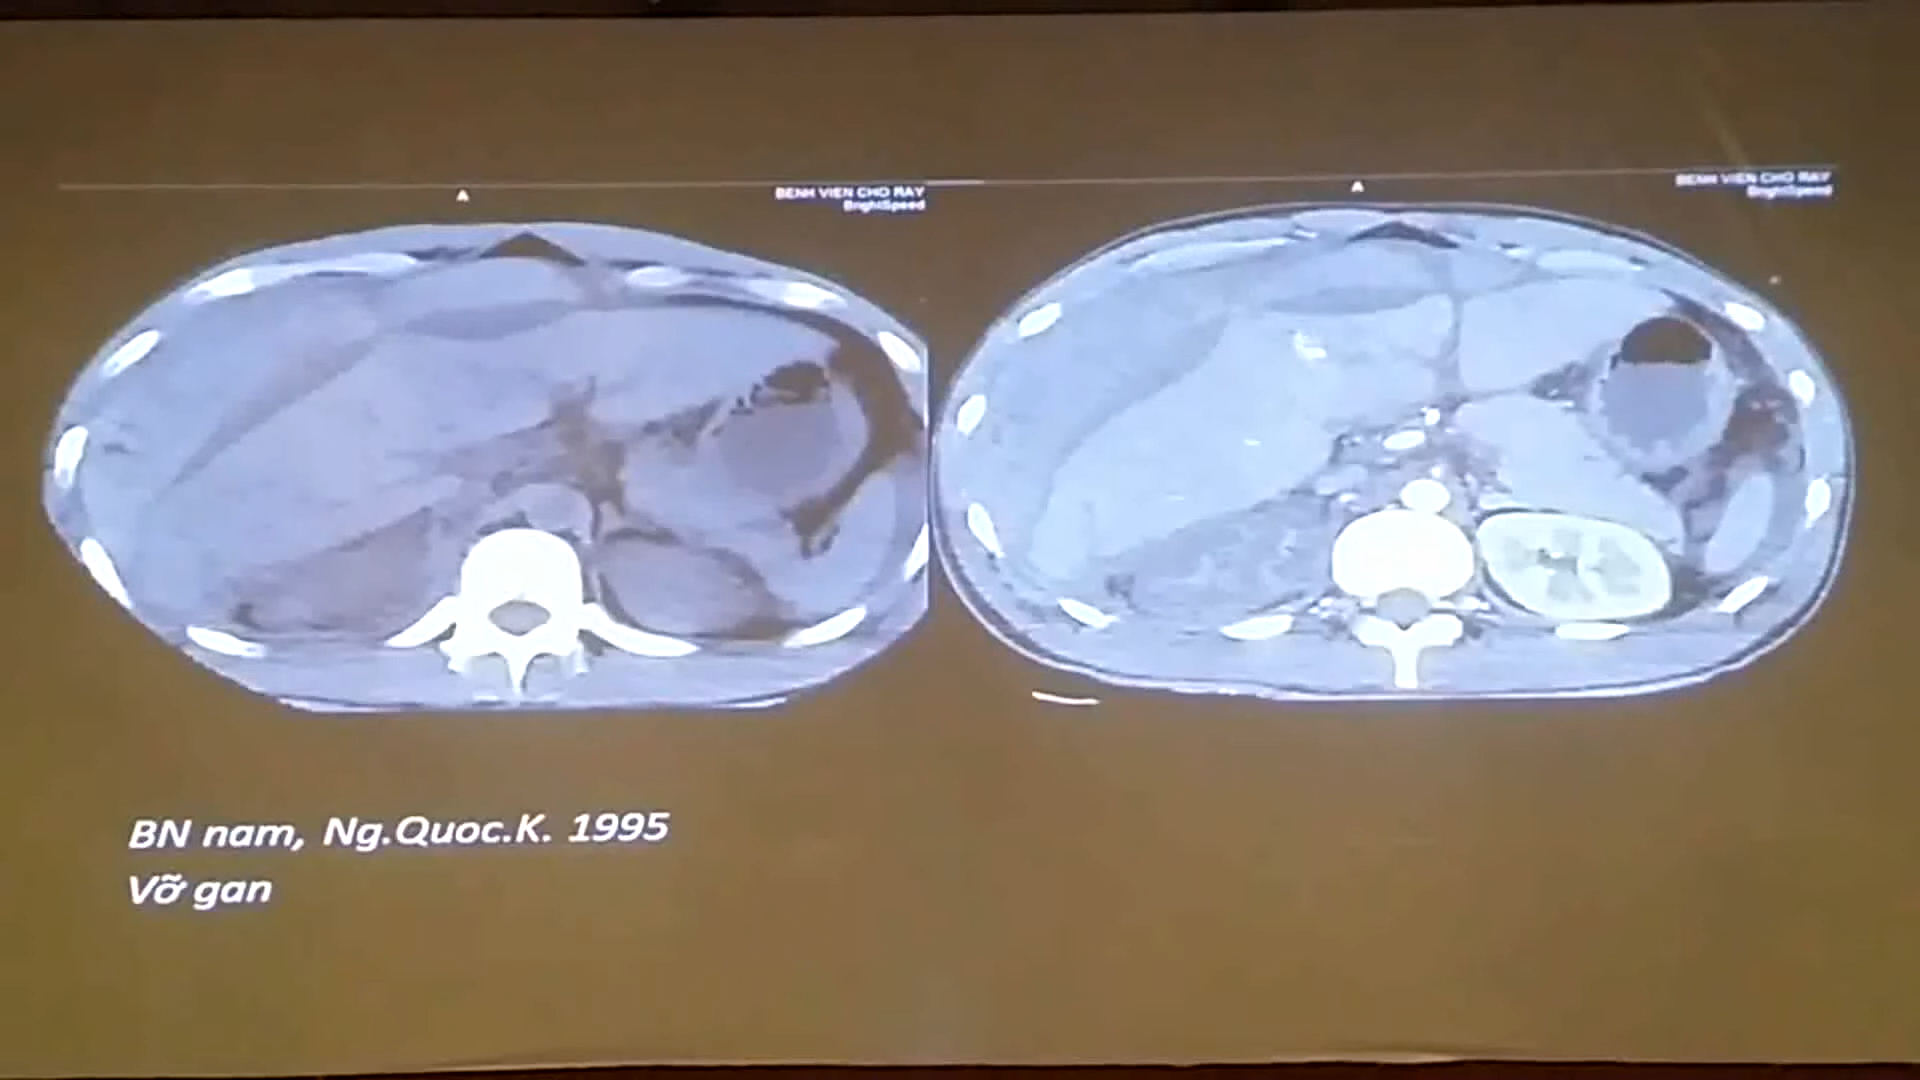 A
BENH VIEN CHO RAY
BrightSpeed
A
BENH VIEN CHO RAY
BrightSpeed
BN nam, Ng.Quoc.K. 1995
Vỡ gan